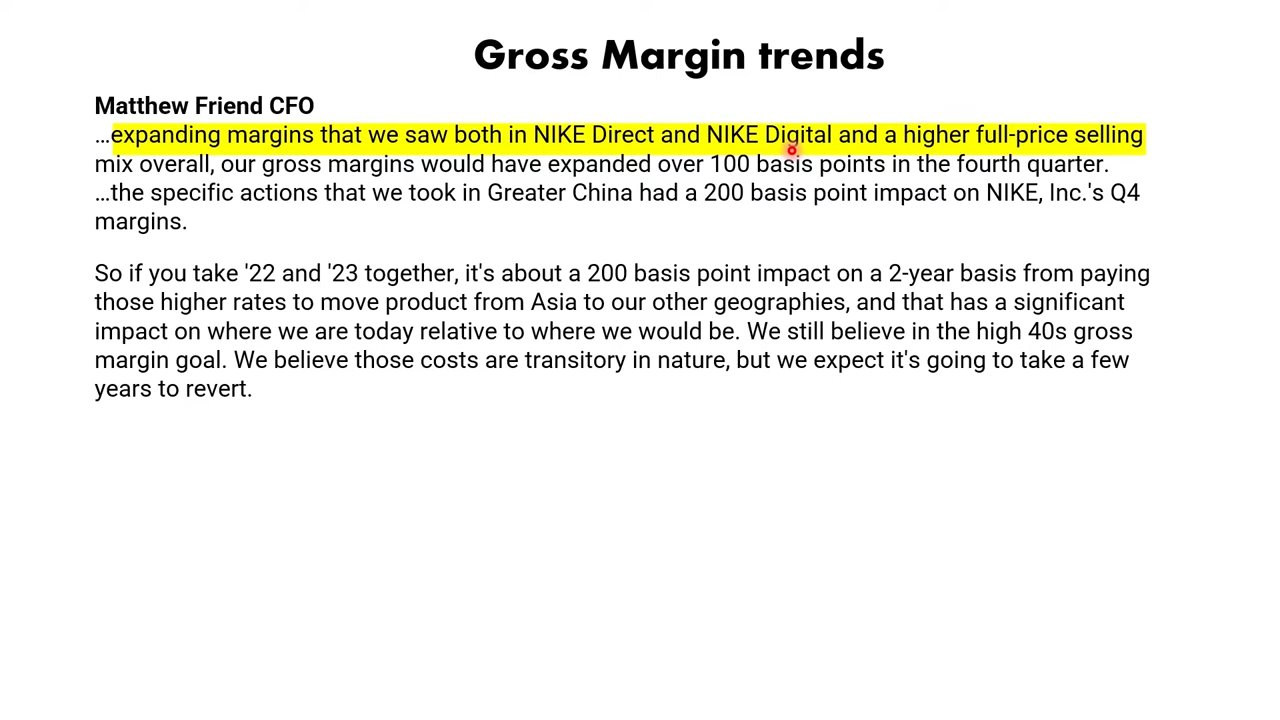 Gross Margin trends
Matthew Friend CFO
…expanding margins that we saw both in NIKE Direct and NIKE Digital and a higher full-price selling
mix overall, our gross margins would have expanded over 100 basis points in the fourth quarter.
…the specific actions that we took in Greater China had a 200 basis point impact on NIKE, Inc.'s Q4
margins.
So if you take '22 and '23 together, it's about a 200 basis point impact on a 2-year basis from paying
those higher rates to move product from Asia to our other geographies, and that has a significant
impact on where we are today relative to where we would be. We still believe in the high 40s gross
margin goal. We believe those costs are transitory in nature, but we expect it's going to take a few
years to revert.